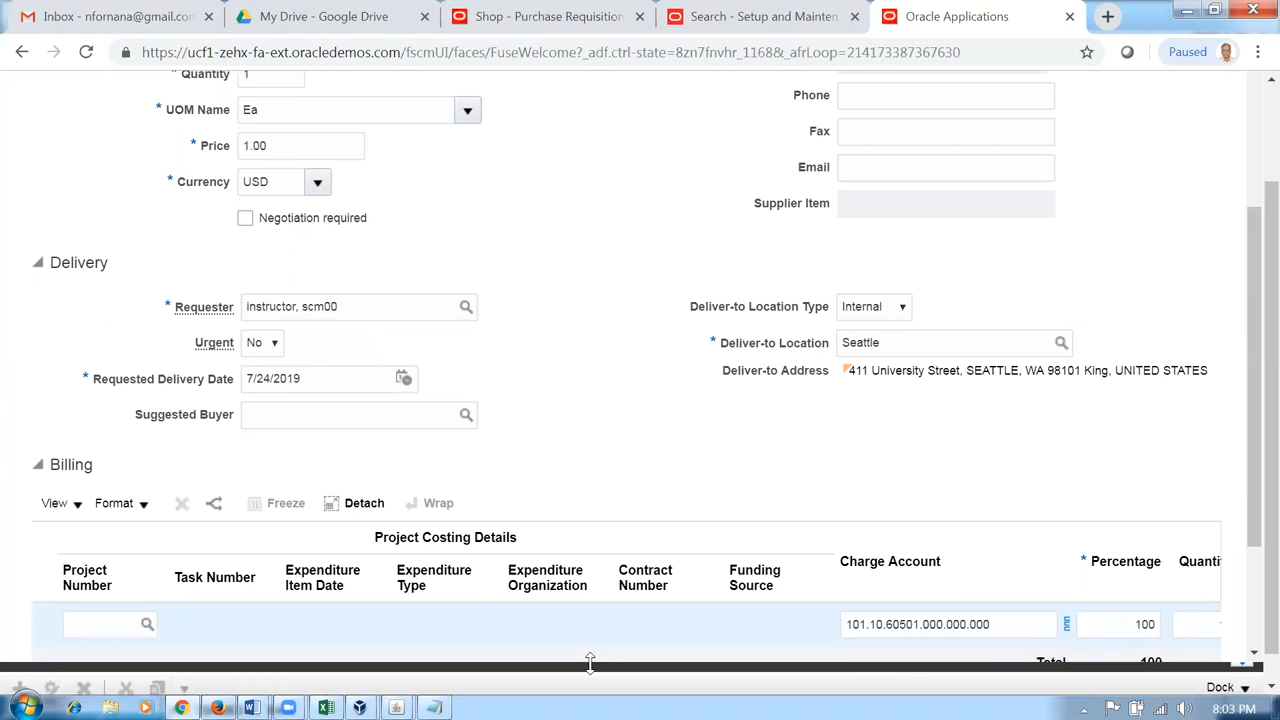 Inbox - nfornana@gmail.cc
My Drive - Google Drive
Shop - Purchase Requisition
Search - Setup and Mainten
Oracle Applications
https://ucf1-zehx-fa-ext.oracledemos.com/fscmUI/faces/FuseWelcome?_adf.ctrl-state=8zn7fnvhr_1168&_afrLoop=214173387367630
Paused
* Quantity 1
* UOM Name Ea
* Price 1.00
* Currency USD
Negotiation required
Phone
Fax
Email
Supplier Item
Delivery
* Requester instructor, scm00
Urgent No
* Requested Delivery Date 7/24/2019
Suggested Buyer
Deliver-to Location Type Internal
* Deliver-to Location Seattle
Deliver-to Address 411 University Street, SEATTLE, WA 98101 King, UNITED STATES
Billing
View Format Freeze Detach Wrap
Project Costing Details
Project Number
Task Number
Expenditure Item Date
Expenditure Type
Expenditure Organization
Contract Number
Funding Source
Charge Account
* Percentage
Quanti
101.10.60501.000.000.000
100
Total 100
Dock
8:03 PM